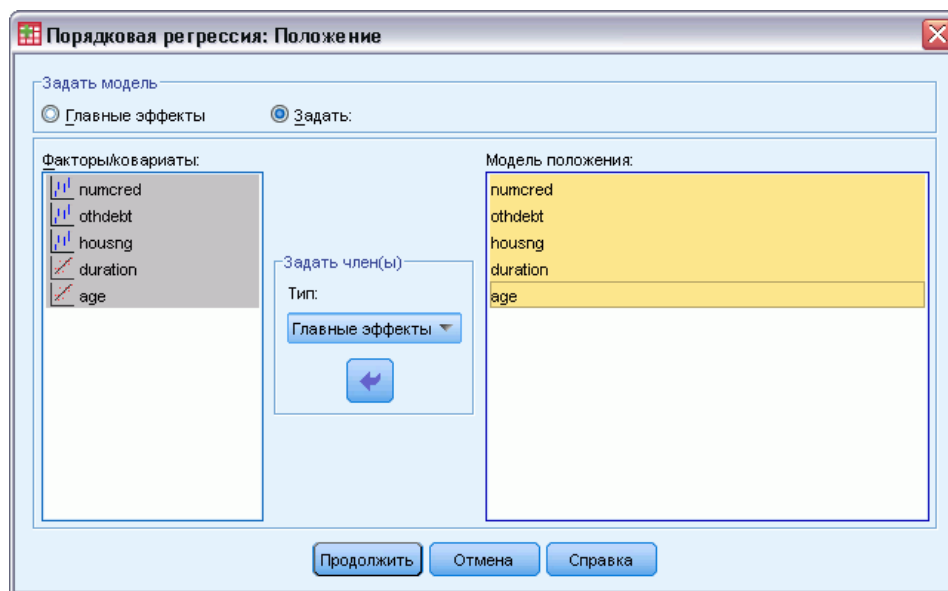 Порядковая регрессия: Положение
Задать модель
Главные эффекты
Задать:
Факторы/ковариаты:
numcred
othdebt
housng
duration
age
Задать член(ы)
Тип:
Главные эффекты
Модель положения:
numcred
othdebt
housng
duration
age
Продолжить
Отмена
Справка